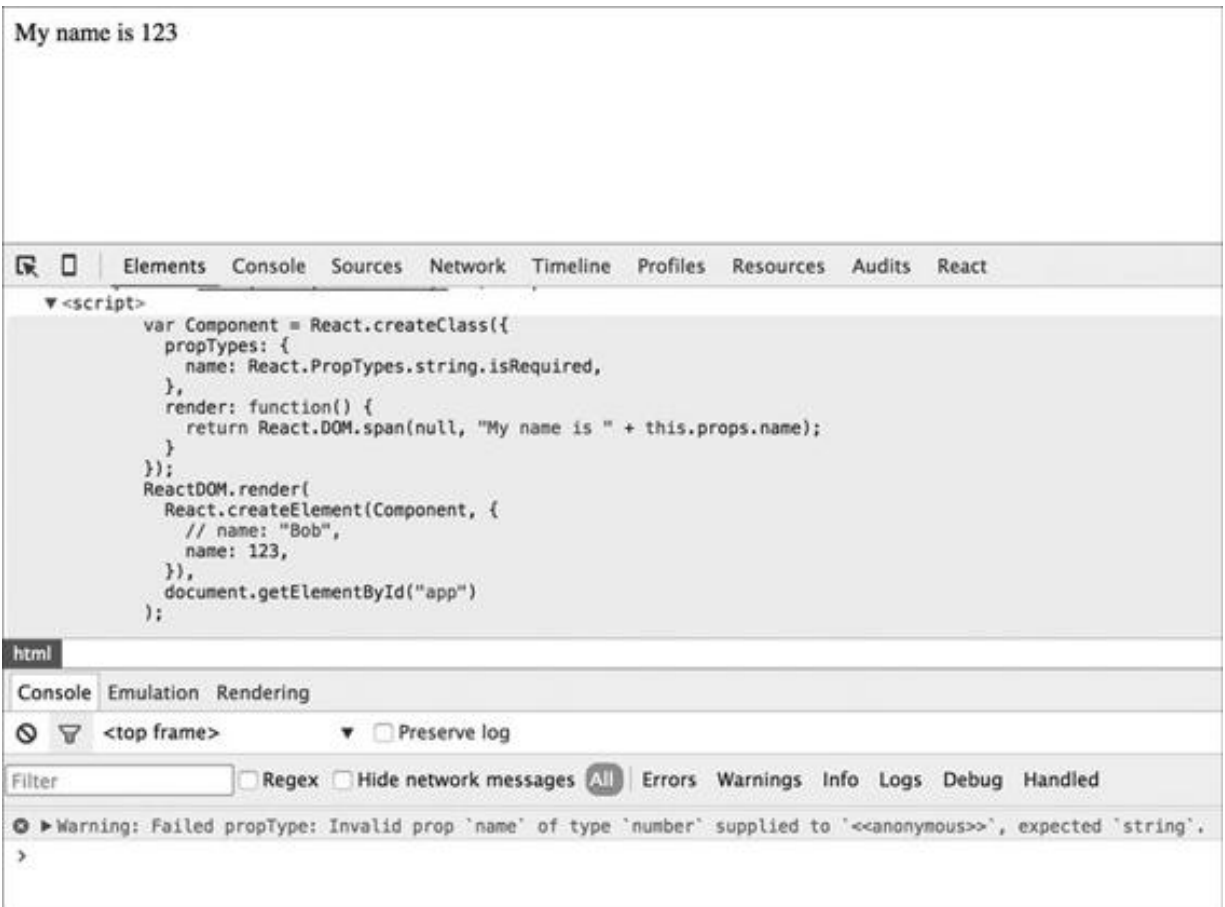 My name is 123
Elements Console Sources Network Timeline Profiles Resources Audits React
▼<script>
var Component = React.createClass({
propTypes: {
name: React.PropTypes.string.isRequired,
},
render: function() {
return React.DOM.span(null, "My name is " + this.props.name);
}
});
ReactDOM.render(
React.createElement(Component, {
// name: "Bob",
name: 123,
}),
document.getElementById("app")
);
html
Console Emulation Rendering
<top frame> ▼ Preserve log
Filter Regex Hide network messages All Errors Warnings Info Logs Debug Handled
▶Warning: Failed propType: Invalid prop `name` of type `number` supplied to `<<anonymous>>`, expected `string`.
>